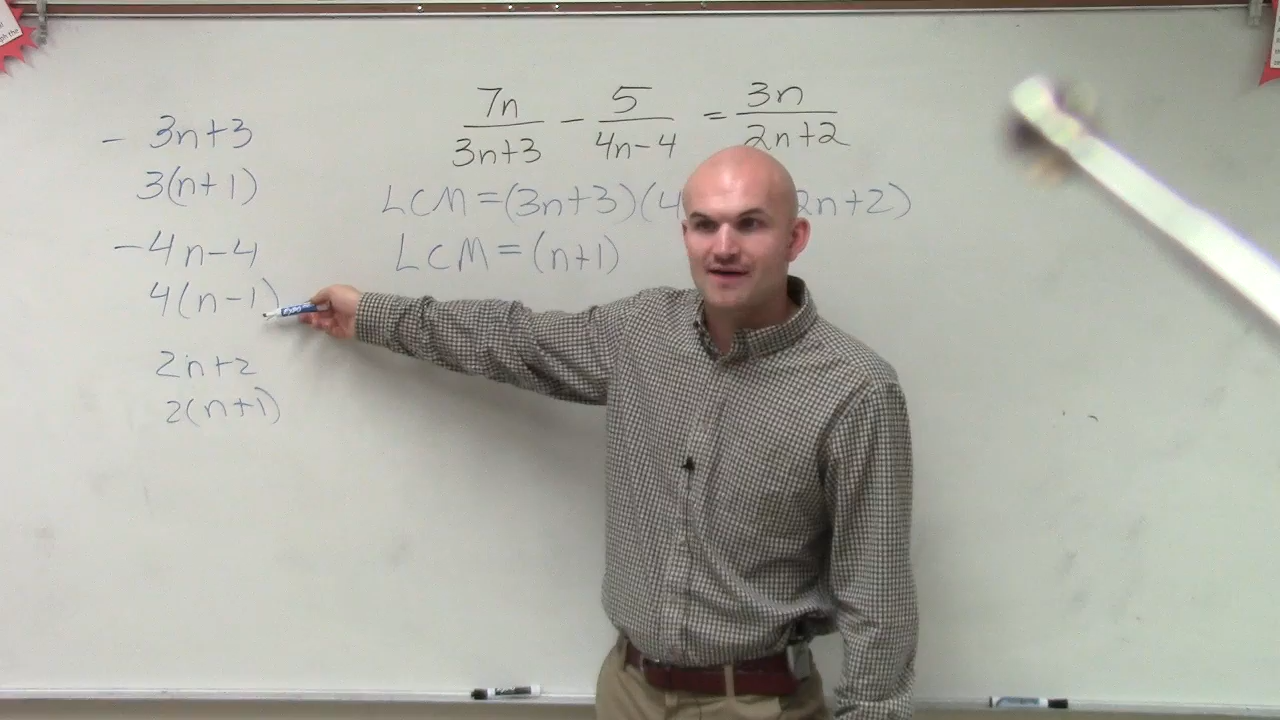 7n/3n+3 - 5/4n-4 = 3n/2n+2
LCM = (3n+3)(4 2n+2)
LCM = (n+1)
- 3n+3
3(n+1)
- 4n-4
4(n-1)
2n+2
2(n+1)
EXPO